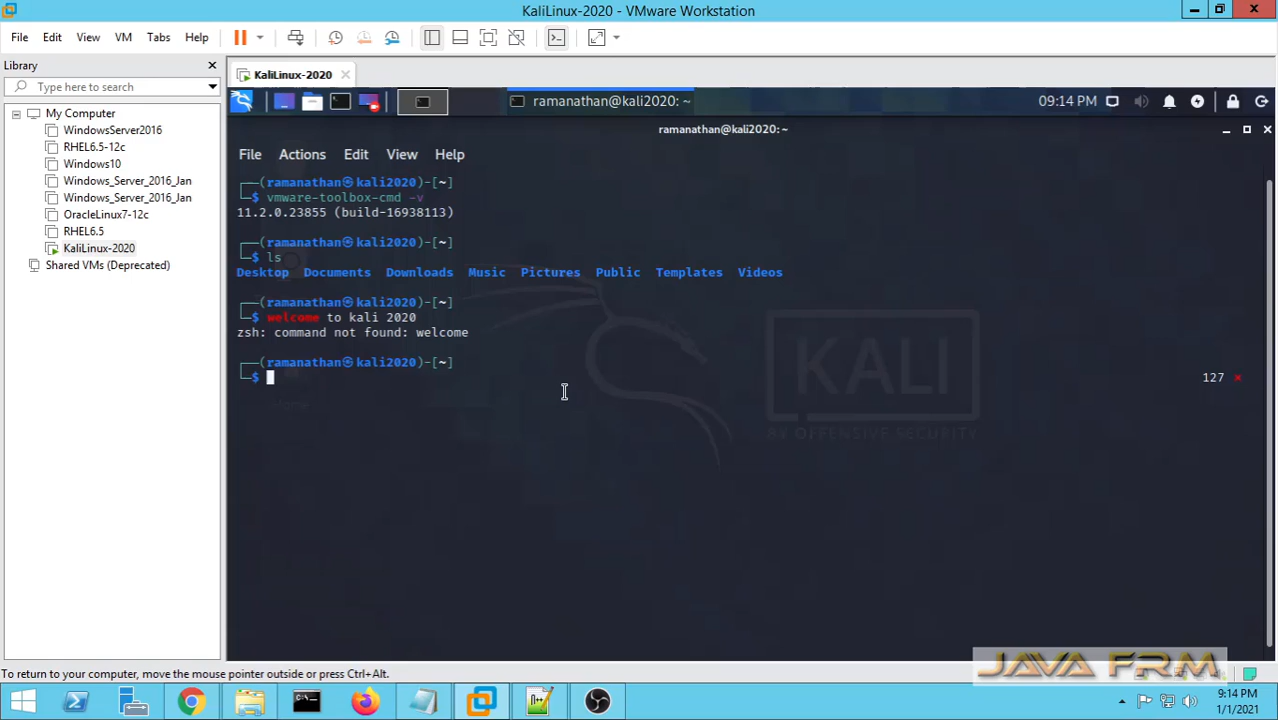 KaliLinux-2020 - VMware Workstation
File Edit View VM Tabs Help
Library
Type here to search
My Computer
WindowsServer2016
RHEL6.5-12c
Windows10
Windows_Server_2016_Jan
Windows_Server_2016_Jan
OracleLinux7-12c
RHEL6.5
KaliLinux-2020
Shared VMs (Deprecated)
KaliLinux-2020
ramanathan@kali2020: ~
09:14 PM
ramanathan@kali2020:~
File Actions Edit View Help
┌──(ramanathan㉿kali2020)-[~]
└─$ vmware-toolbox-cmd -v
11.2.0.23855 (build-16938113)
┌──(ramanathan㉿kali2020)-[~]
└─$ ls
Desktop Documents Downloads Music Pictures Public Templates Videos
┌──(ramanathan㉿kali2020)-[~]
└─$ welcome to kali 2020
zsh: command not found: welcome
┌──(ramanathan㉿kali2020)-[~]
└─$
127 ⨯
Home
KALI
BY OFFENSIVE SECURITY
To return to your computer, move the mouse pointer outside or press Ctrl+Alt.
JAVA FRM
9:14 PM
1/1/2021